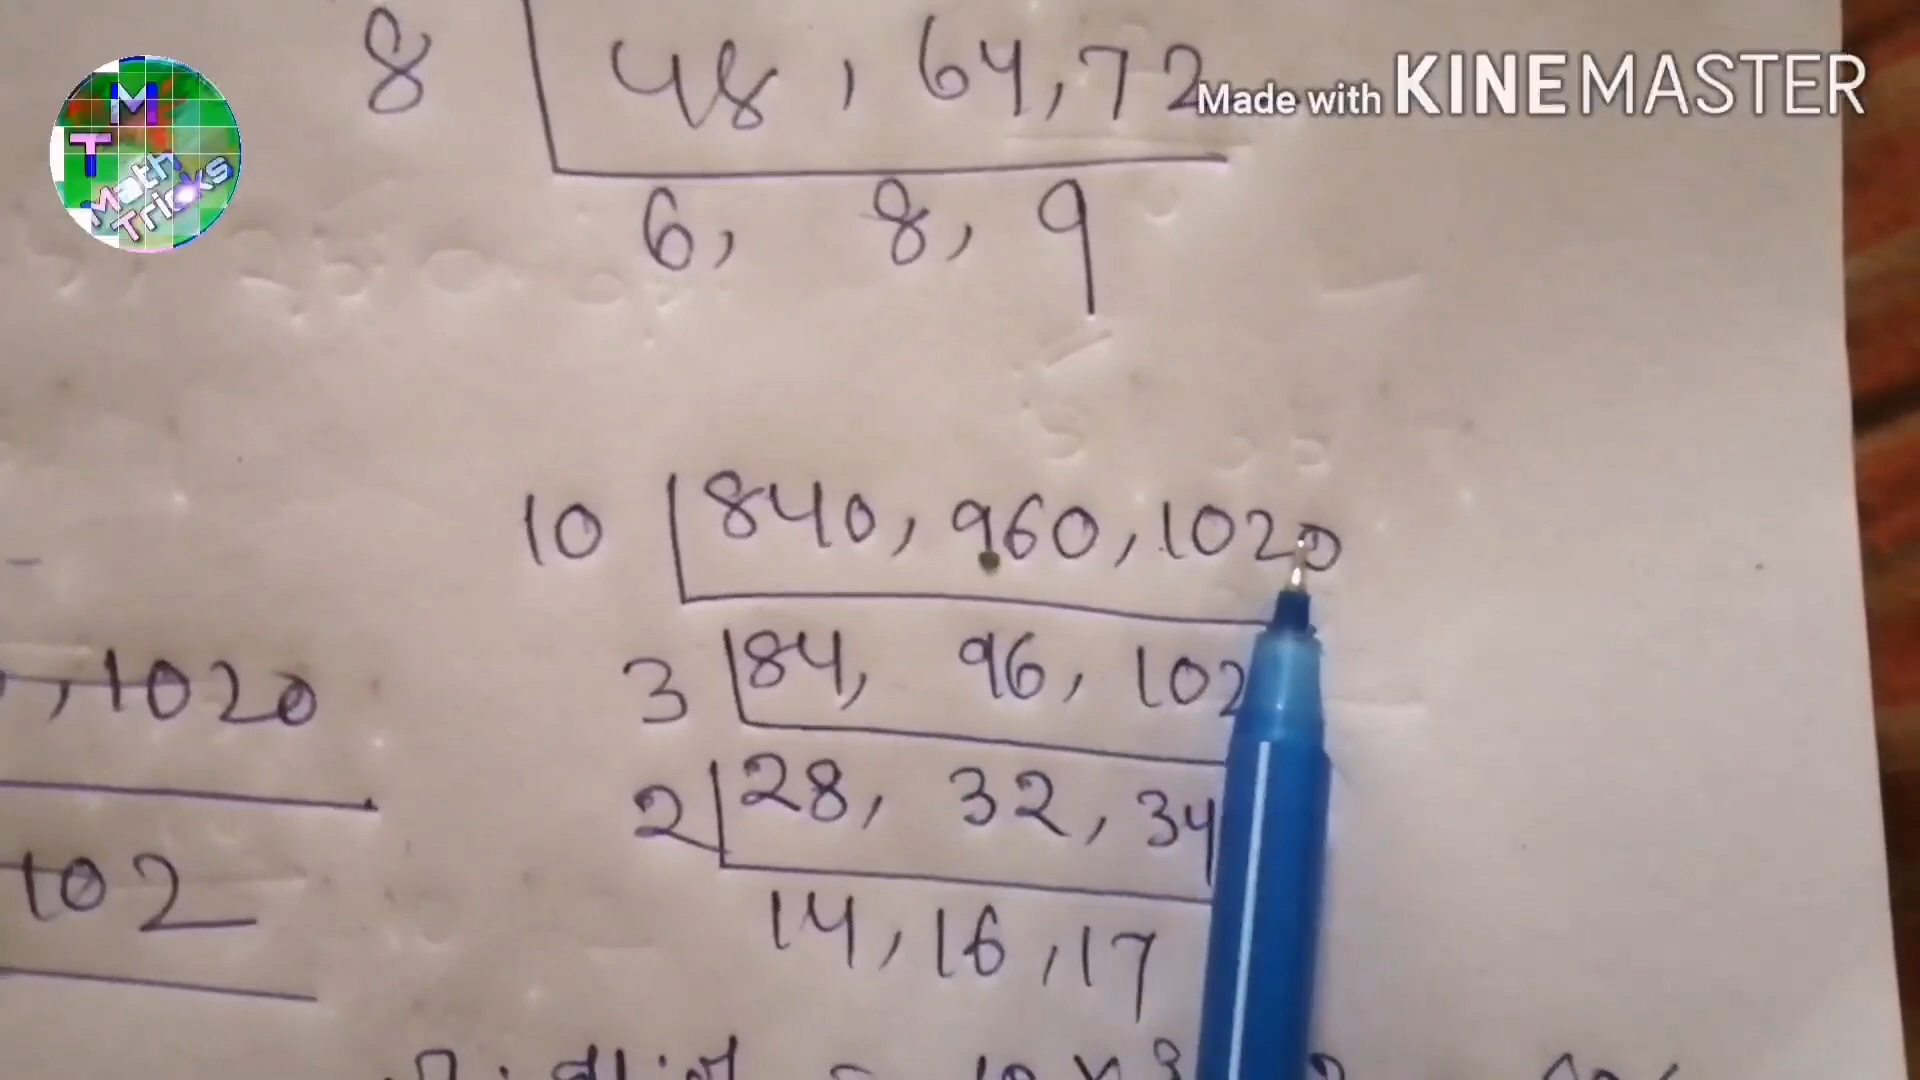 8 48, 64, 72
6, 8, 9
10 840, 960, 1020
3 84, 96, 102
2 28, 32, 34
14, 16, 17
, 1020
102
MT
Math
Tricks
Made with KINEMASTER